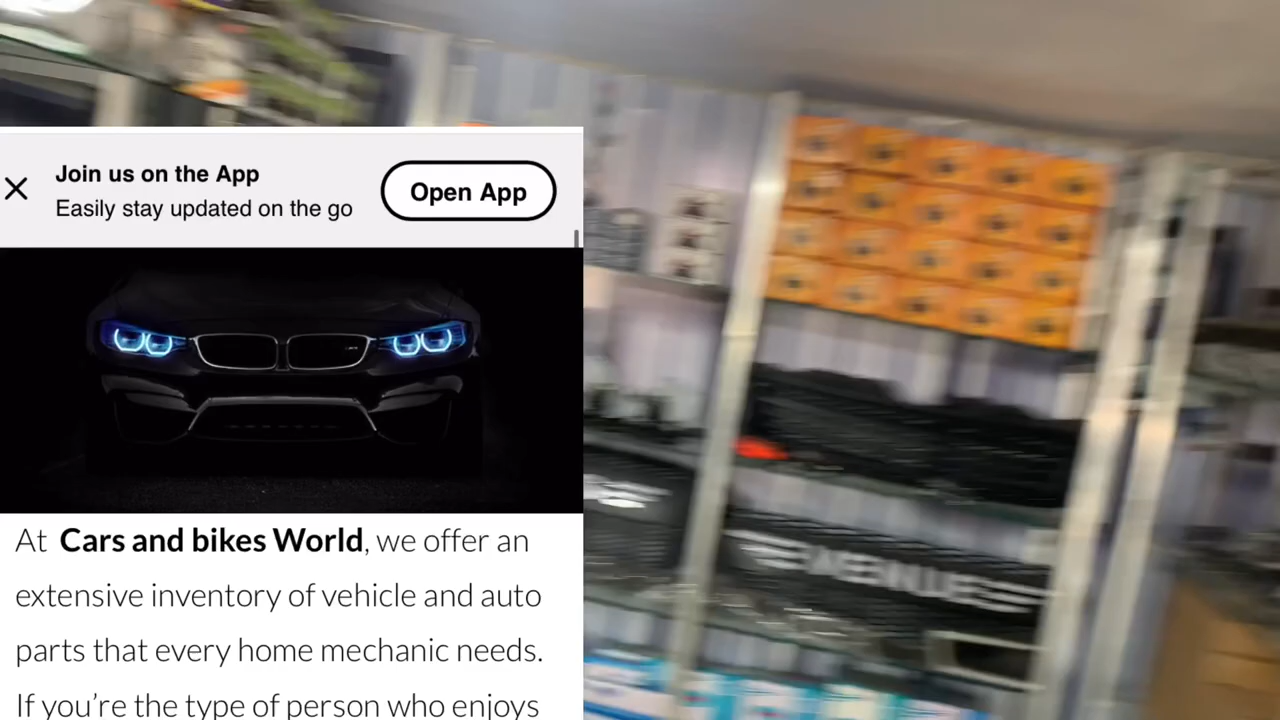 Join us on the App
Easily stay updated on the go
Open App
At Cars and bikes World, we offer an
extensive inventory of vehicle and auto
parts that every home mechanic needs.
If you’re the type of person who enjoys